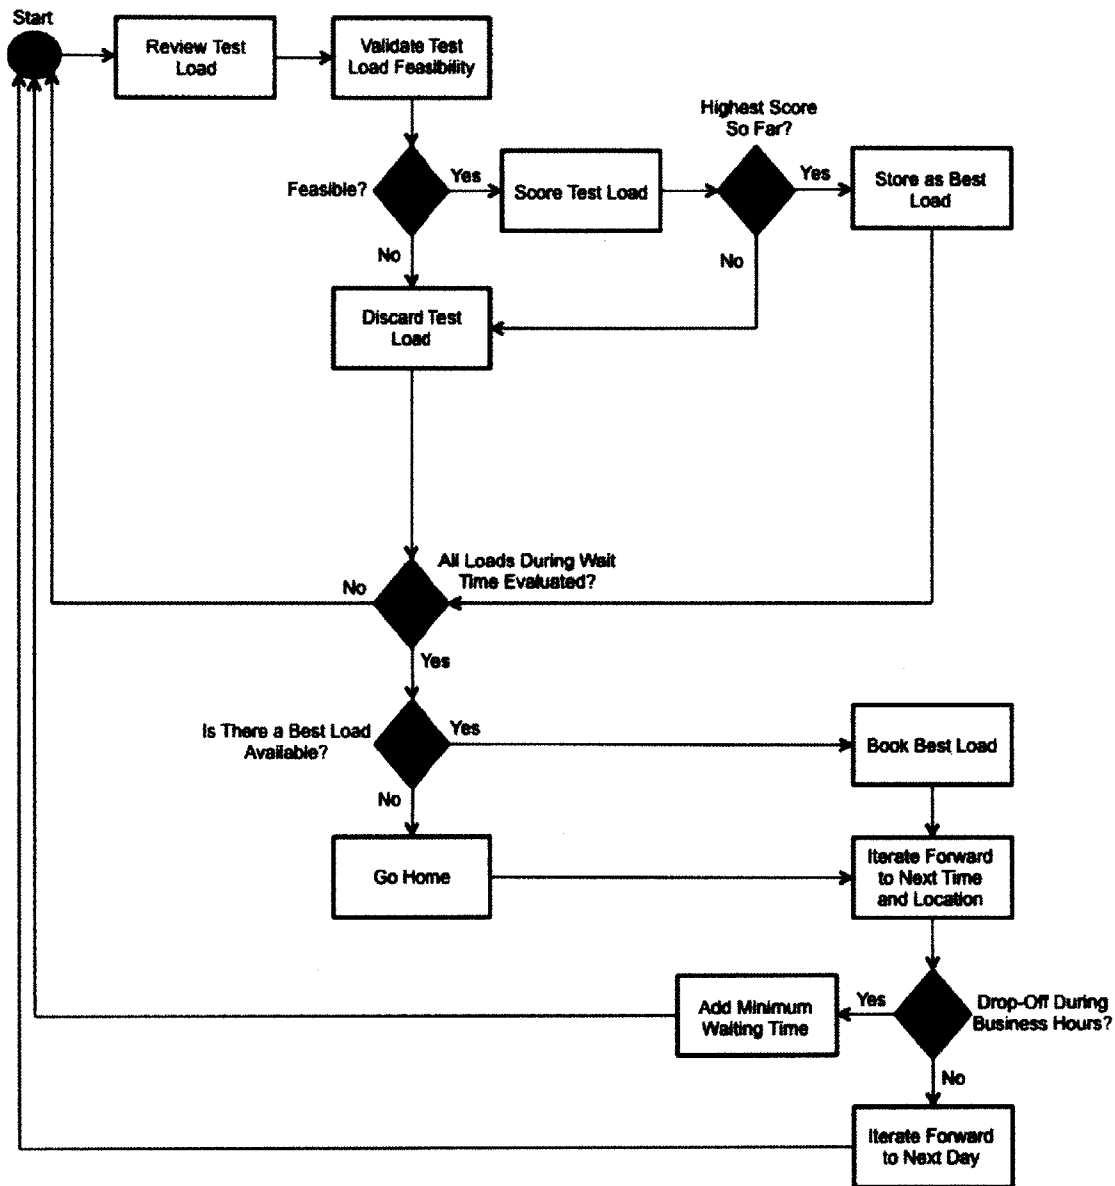 Start
Review Test
Load
Validate Test
Load Feasibility
Highest Score
So Far?
Feasible?
Yes
Score Test Load
Yes
Store as Best
Load
No
No
Discard Test
Load
All Loads During Wait
Time Evaluated?
No
Yes
Is There a Best Load
Available?
Yes
Book Best Load
No
Go Home
Iterate Forward
to Next Time
and Location
Add Minimum
Waiting Time
Yes
Drop-Off During
Business Hours?
No
Iterate Forward
to Next Day